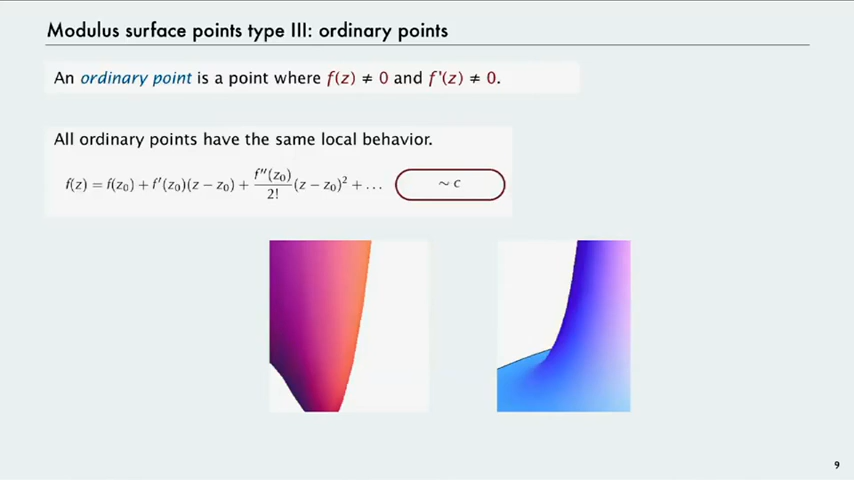 Modulus surface points type III: ordinary points
An ordinary point is a point where f(z) ≠ 0 and f'(z) ≠ 0.
All ordinary points have the same local behavior.
f(z) = f(z₀) + f′(z₀)(z − z₀) + f″(z₀)/2! (z − z₀)² + … ∼ c
9